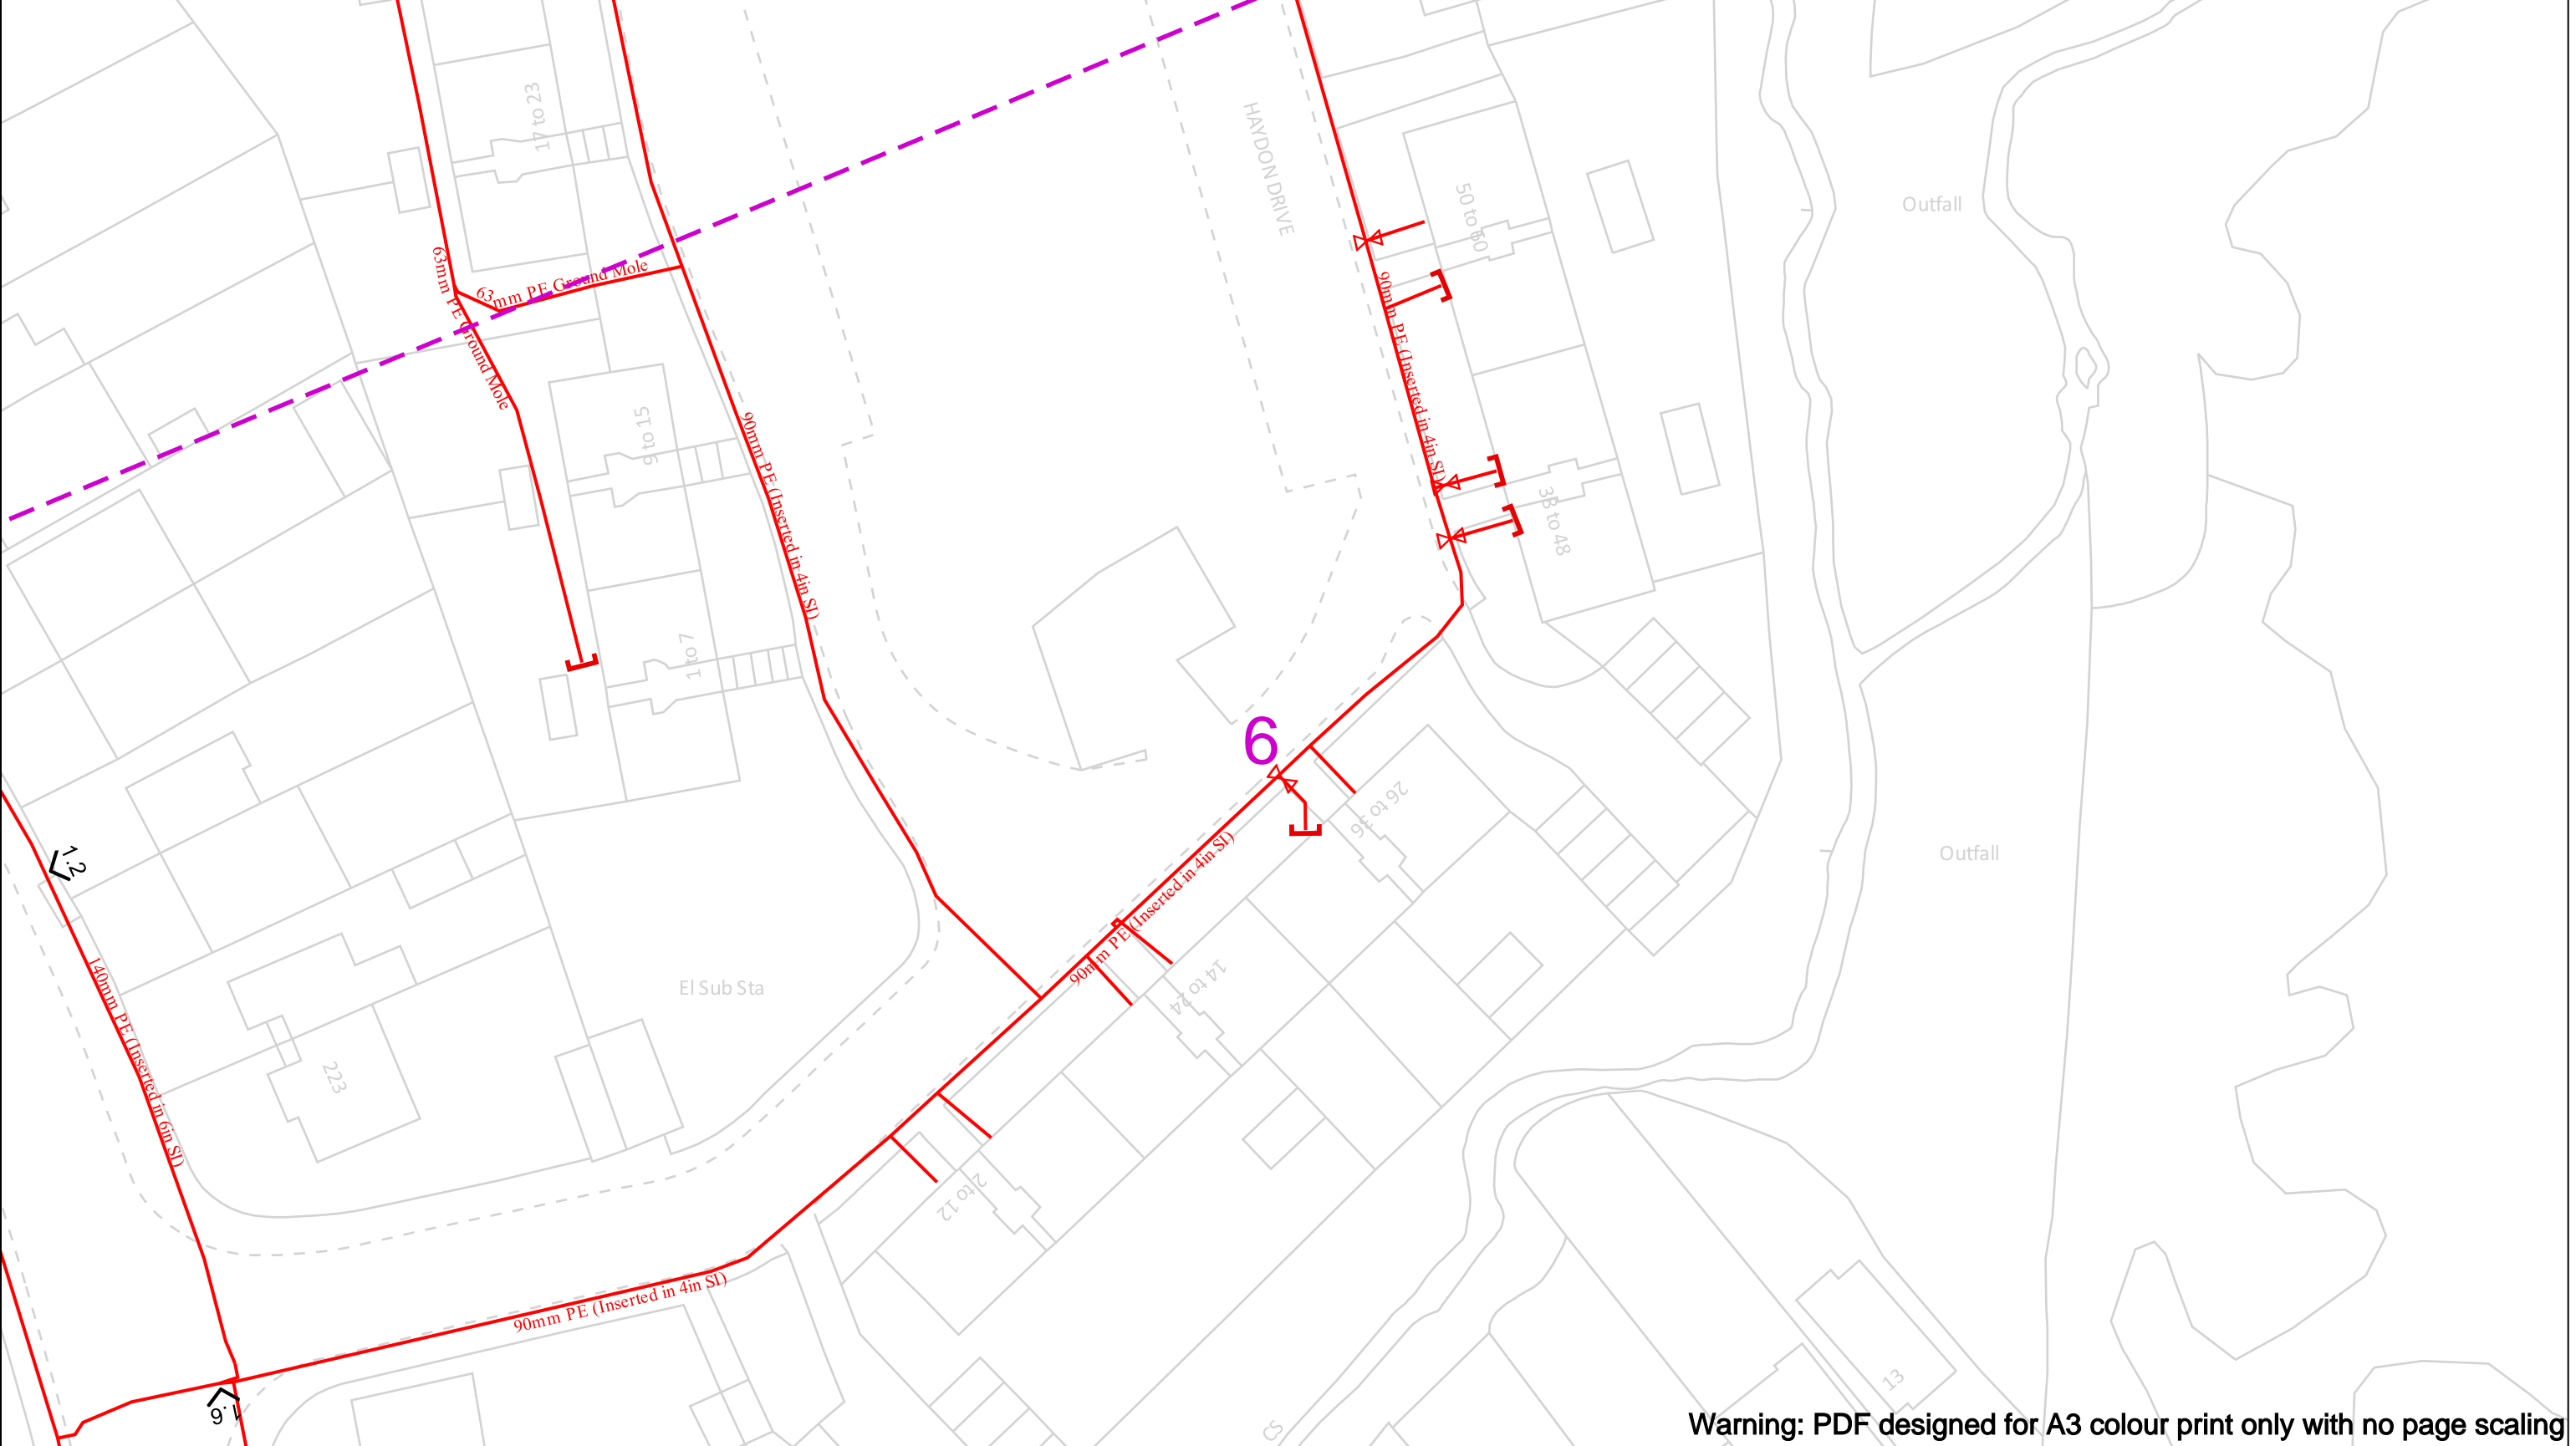 17 to 23
HAYDON DRIVE
50 to 60
Outfall
63mm PE Ground Mole
63mm PE Ground Mole
90mm PE (Inserted in 4in SI)
9 to 15
90mm PE (Inserted in 4in SI)
38 to 48
1 to 7
6
26 to 36
1.2
Outfall
90mm PE (Inserted in 4in SI)
14 to 24
El Sub Sta
140mm PE (Inserted in 6in SI)
223
2 to 12
90mm PE (Inserted in 4in SI)
13
1.6
CS
Warning: PDF designed for A3 colour print only with no page scaling